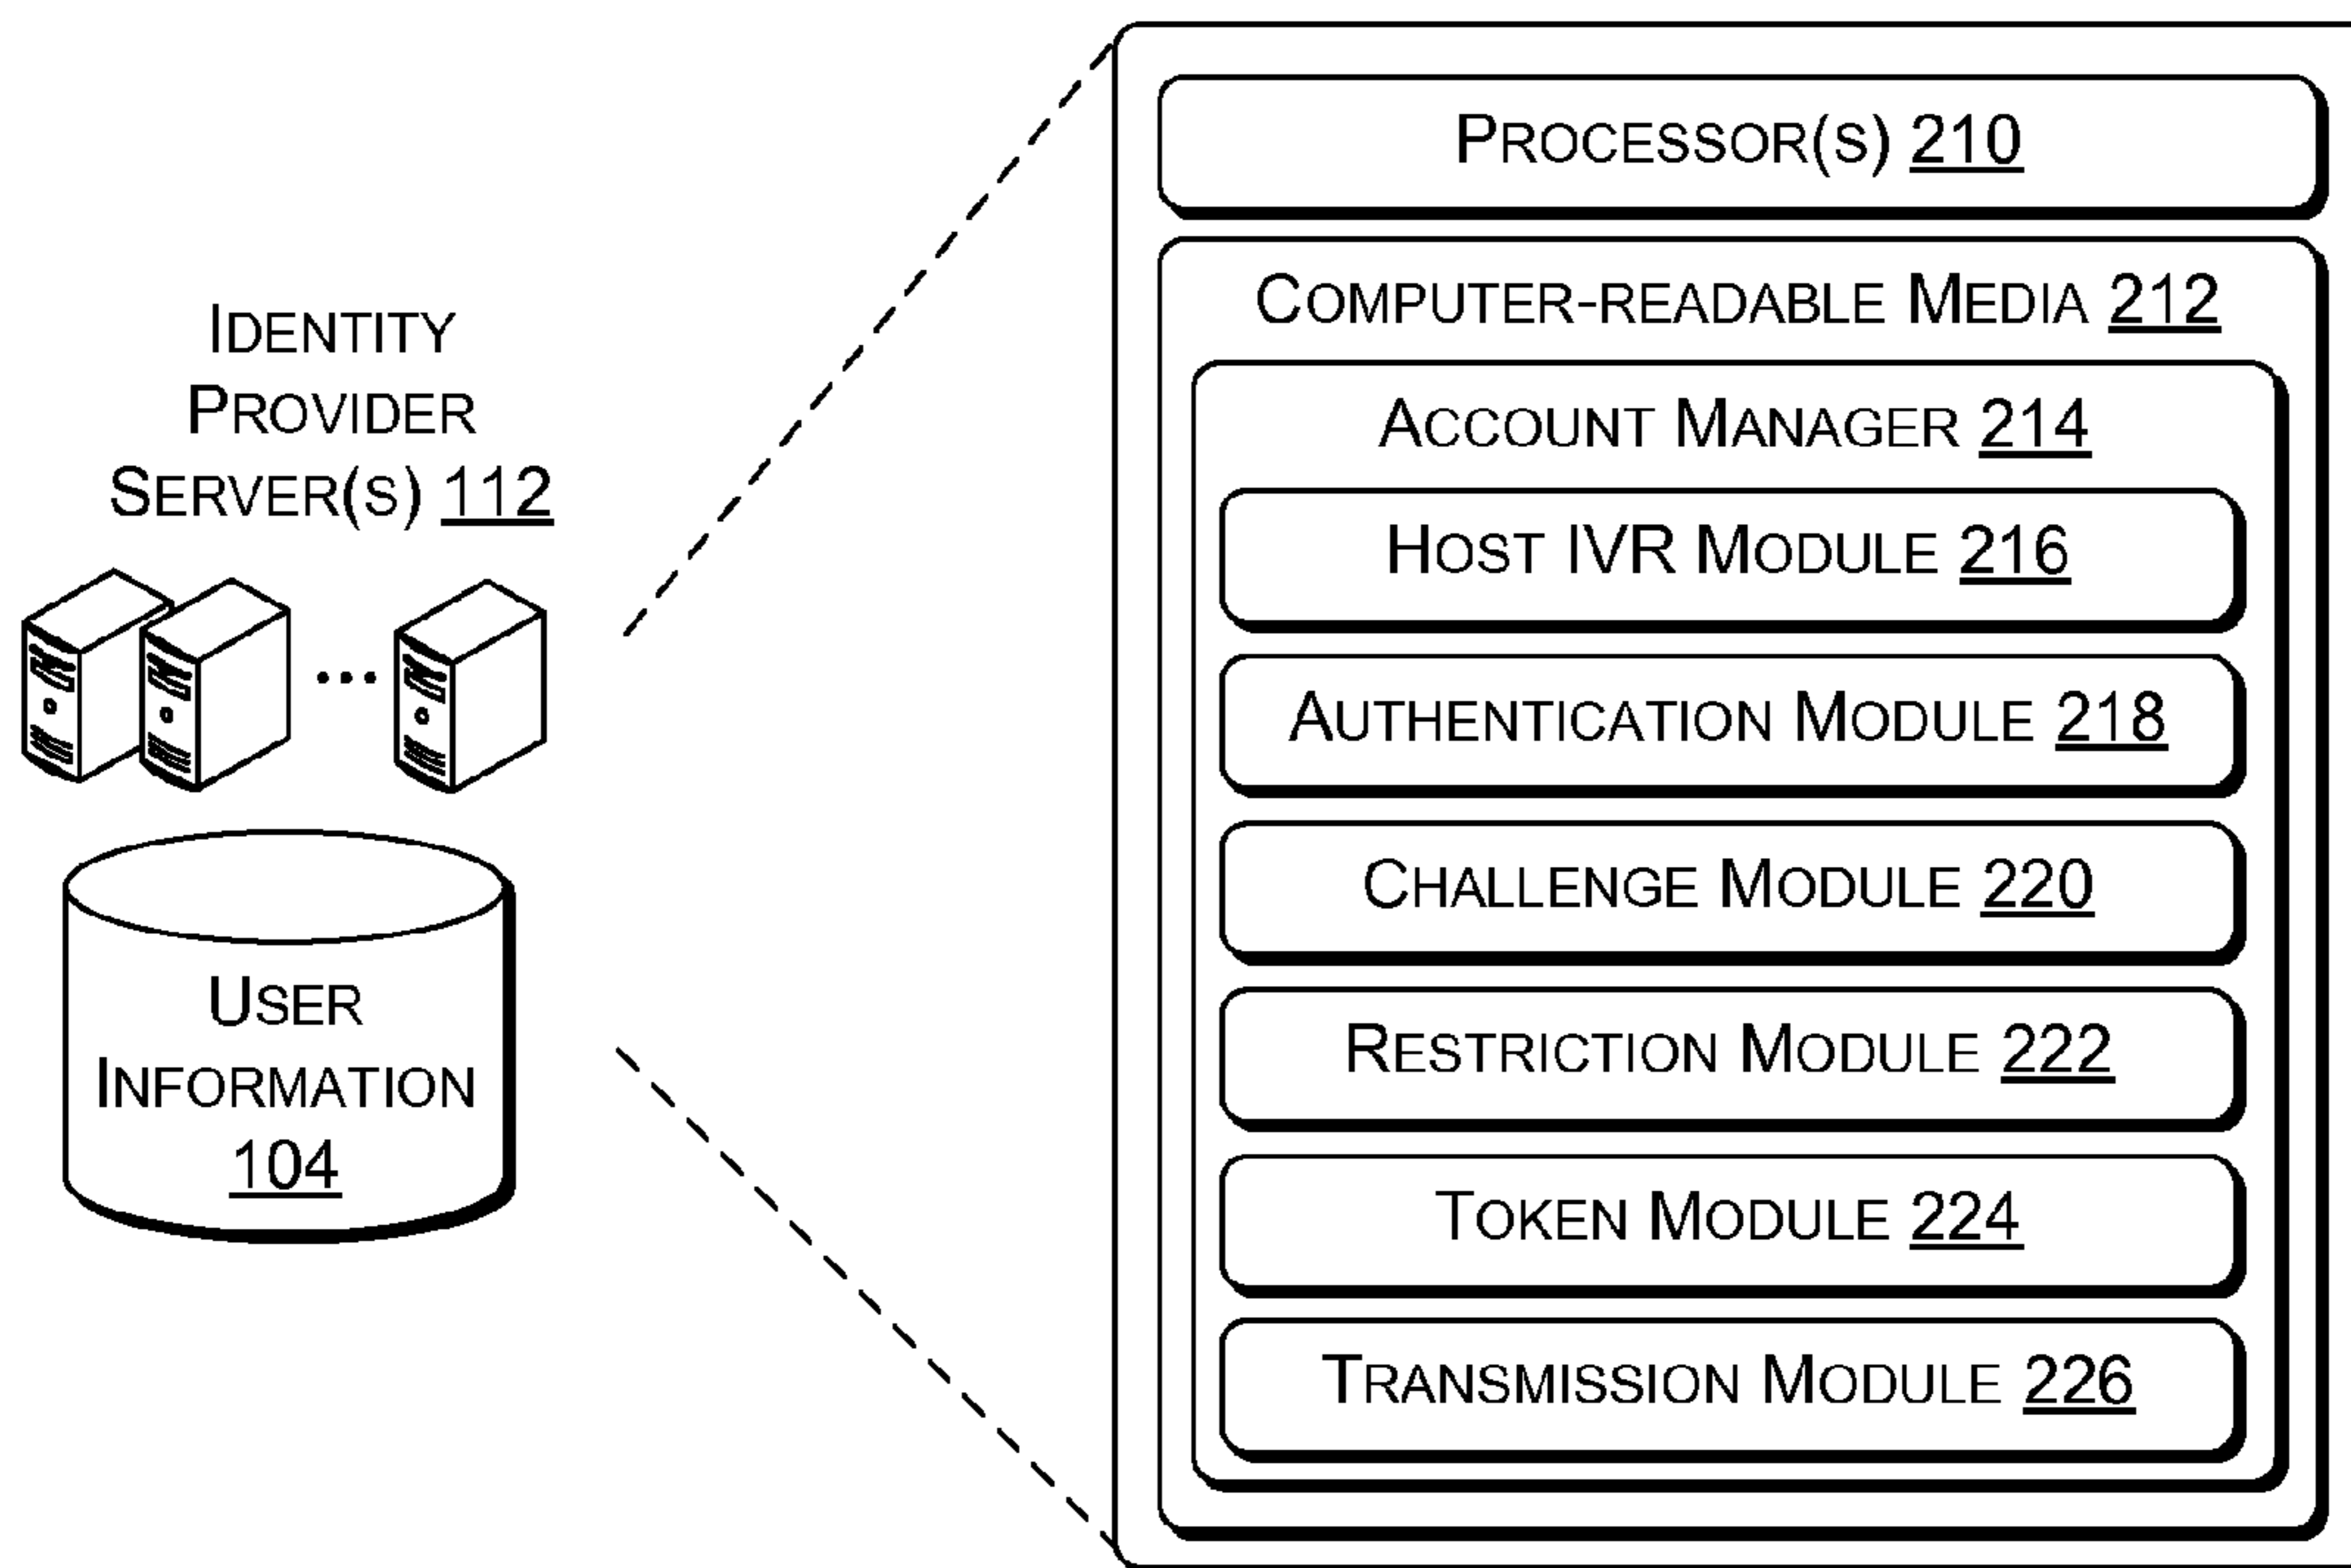 IDENTITY
PROVIDER
SERVER(S) 112
USER
INFORMATION
104
PROCESSOR(S) 210
COMPUTER-READABLE MEDIA 212
ACCOUNT MANAGER 214
HOST IVR MODULE 216
AUTHENTICATION MODULE 218
CHALLENGE MODULE 220
RESTRICTION MODULE 222
TOKEN MODULE 224
TRANSMISSION MODULE 226